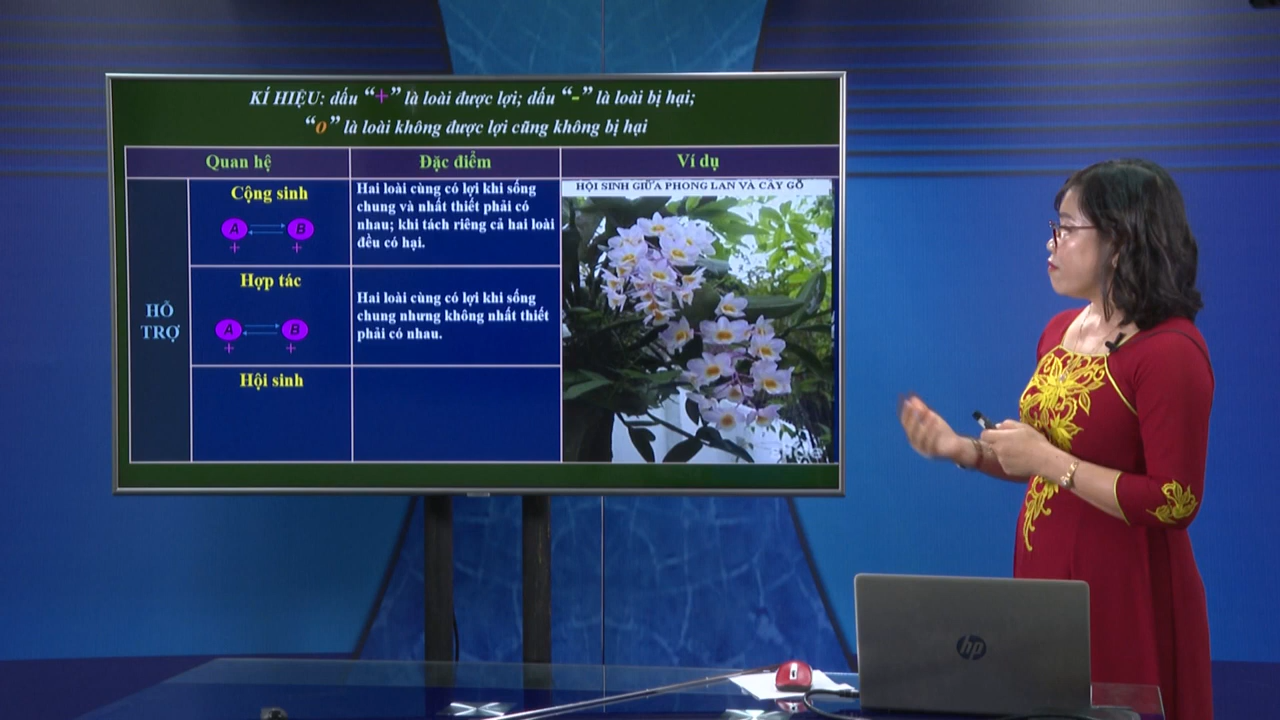 KÍ HIỆU: dấu “+” là loài được lợi; dấu “-” là loài bị hại;
“o” là loài không được lợi cũng không bị hại
Quan hệ
Đặc điểm
Ví dụ
HỖ
TRỢ
Cộng sinh
A B
+ +
Hai loài cùng có lợi khi sống
chung và nhất thiết phải có
nhau; khi tách riêng cả hai loài
đều có hại.
HỘI SINH GIỮA PHONG LAN VÀ CÂY GỖ
Hợp tác
A B
+ +
Hai loài cùng có lợi khi sống
chung nhưng không nhất thiết
phải có nhau.
Hội sinh
hp